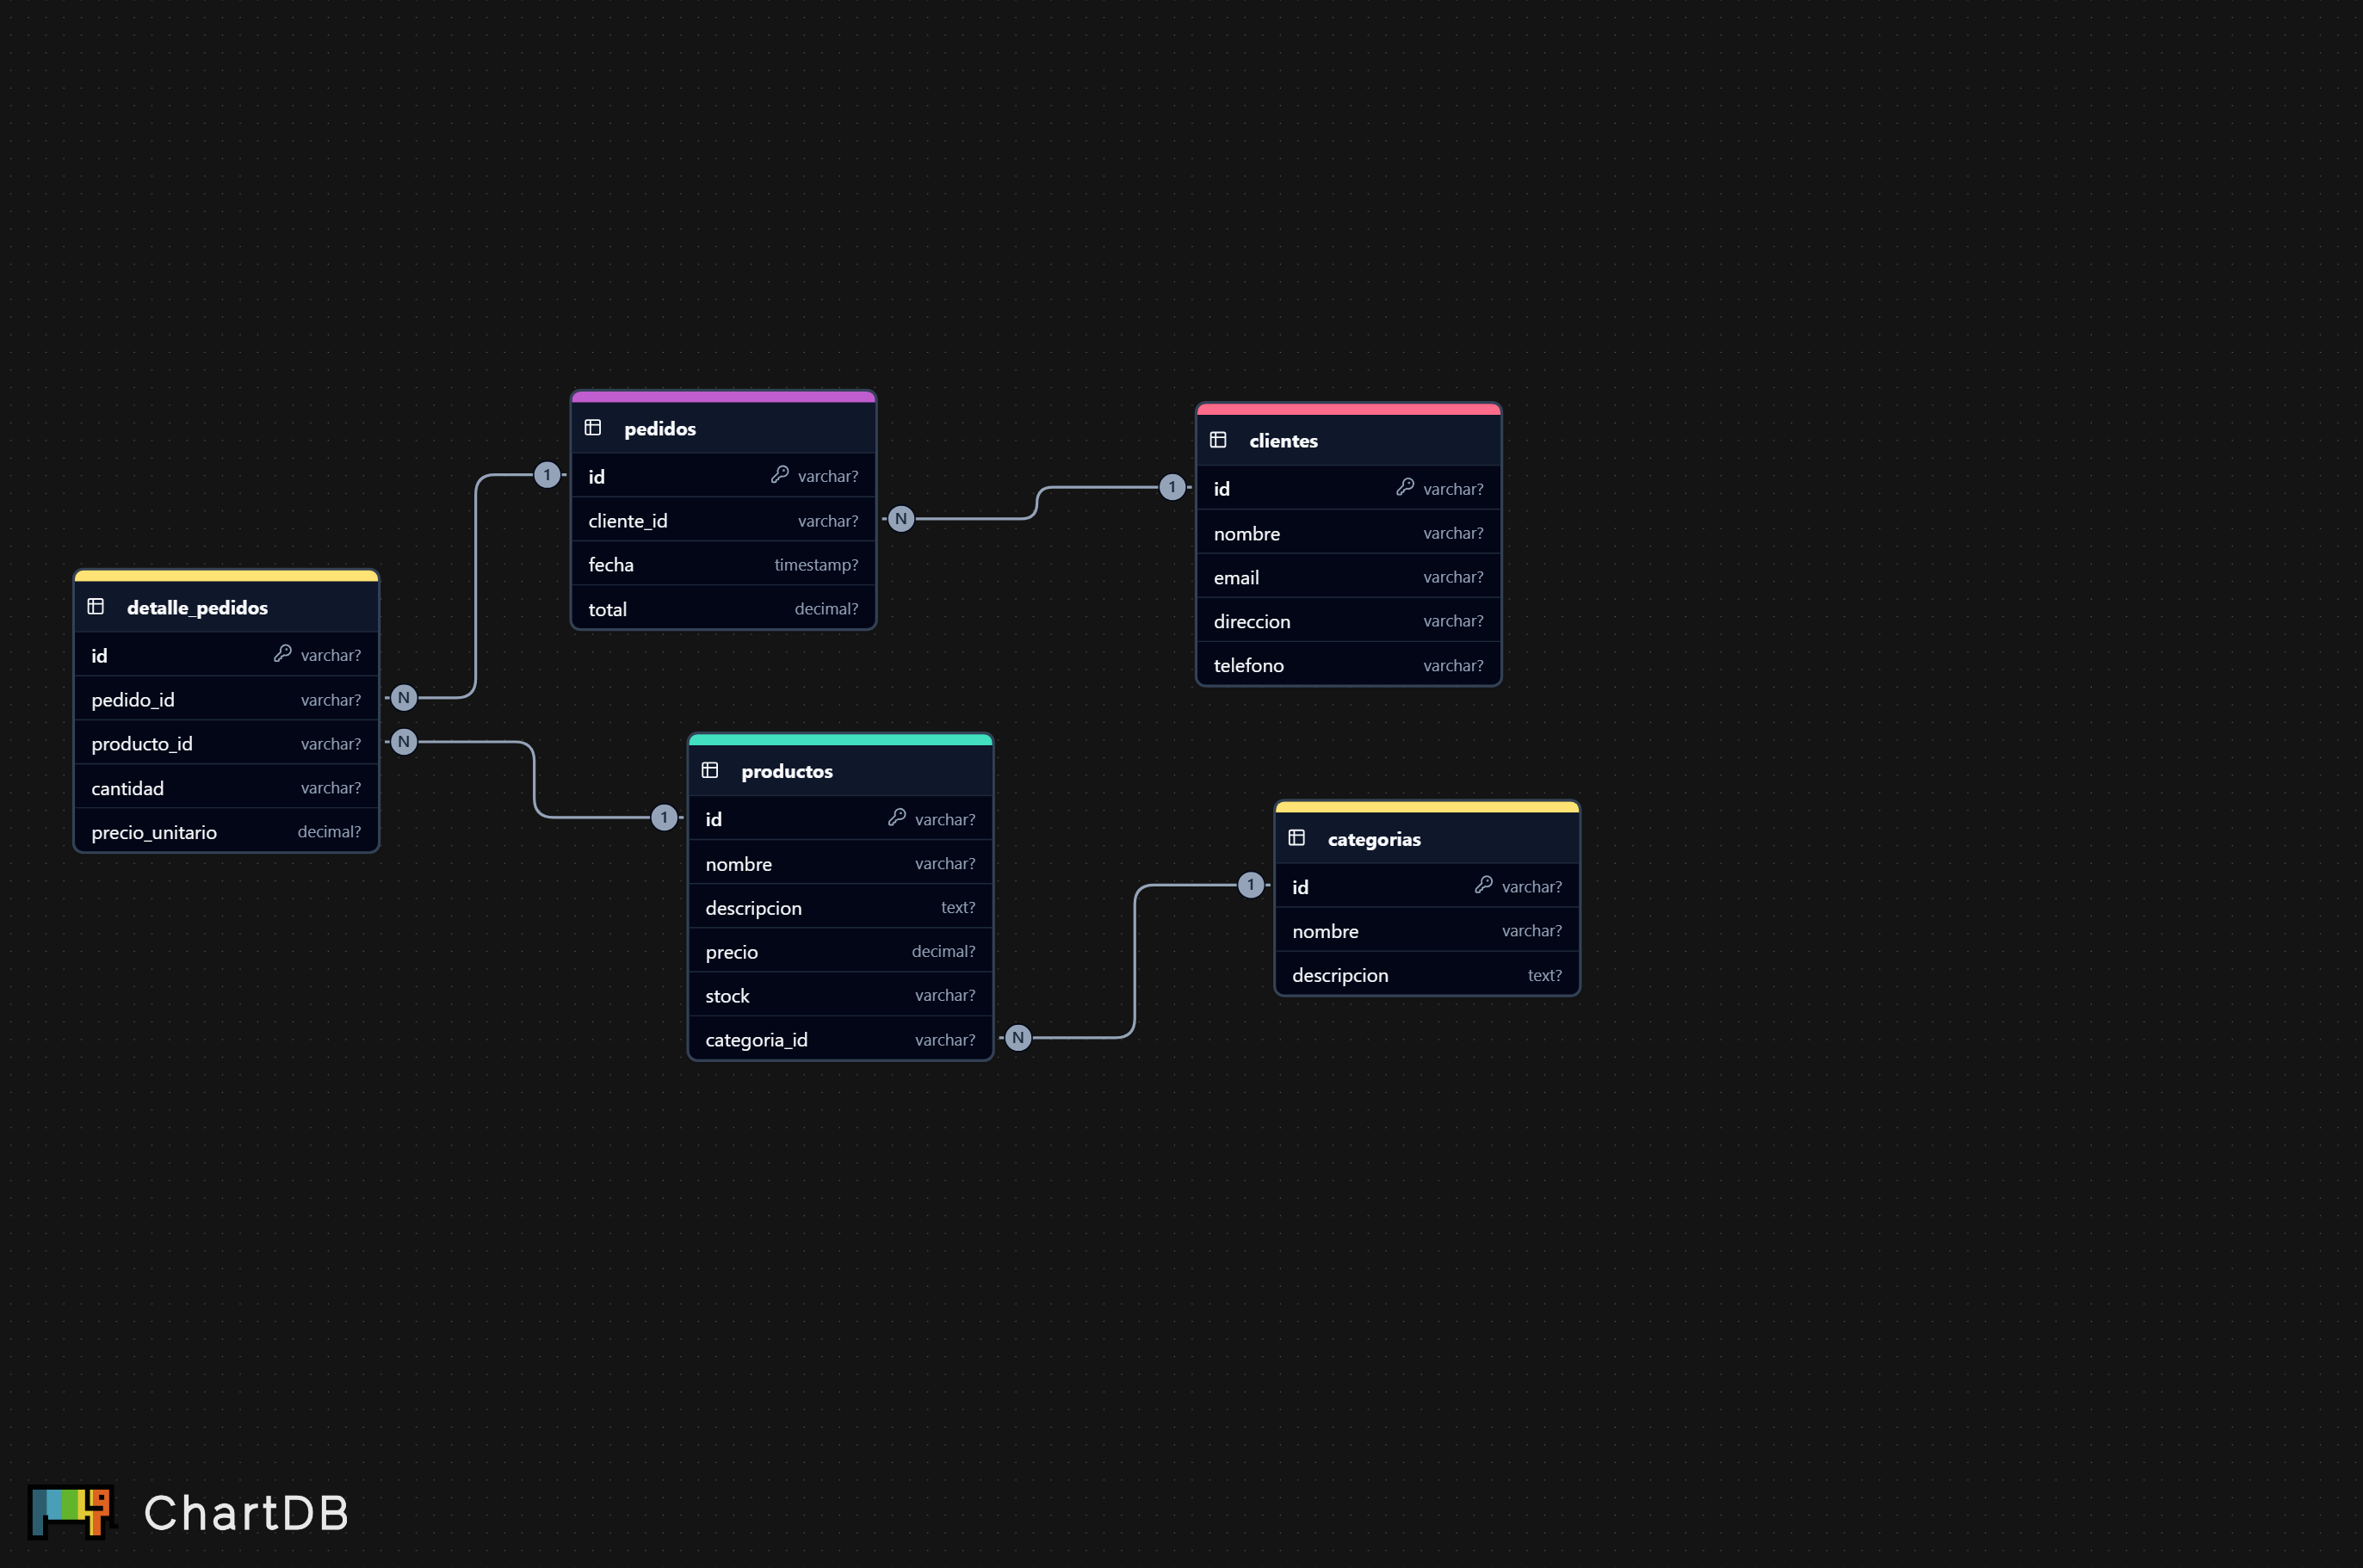 pedidos
id varchar?
cliente_id varchar?
fecha timestamp?
total decimal?
clientes
id varchar?
nombre varchar?
email varchar?
direccion varchar?
telefono varchar?
detalle_pedidos
id varchar?
pedido_id varchar?
producto_id varchar?
cantidad varchar?
precio_unitario decimal?
productos
id varchar?
nombre varchar?
descripcion text?
precio decimal?
stock varchar?
categoria_id varchar?
categorias
id varchar?
nombre varchar?
descripcion text?
1
N
1
N
N
1
1
N
ChartDB